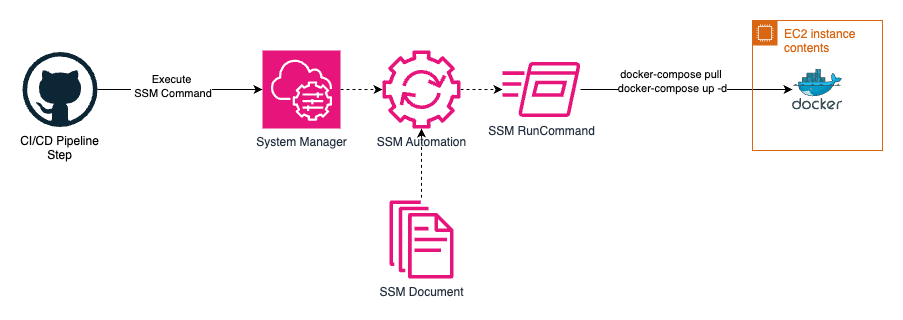 CI/CD Pipeline
Step
Execute
SSM Command
System Manager
SSM Automation
SSM RunCommand
docker-compose pull
docker-compose up -d
EC2 instance
contents
docker
SSM Document